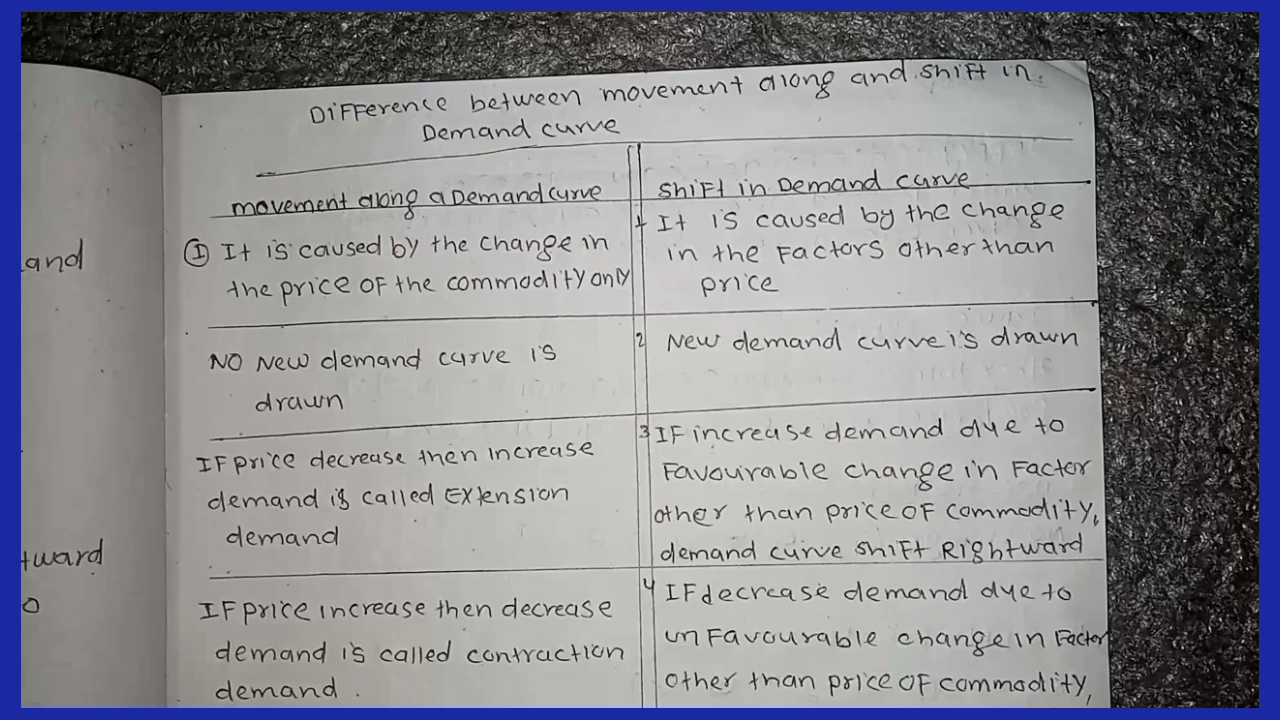 and
tward
Difference between movement along and shift in
Demand curve
movement along a Demand curve
① It is caused by the change in
the price of the commodity only
No New demand curve is
drawn
If price decrease then increase
demand is called Extension
demand
If price increase then decrease
demand is called contraction
demand.
Shift in Demand curve
1 It is caused by the change
in the Factors other than
price
2 New demand curve is drawn
3 If increase demand due to
Favourable change in Factor
other than price of commodity,
demand curve shift Rightward
4 If decrease demand due to
un Favourable change in Factor
other than price of commodity,